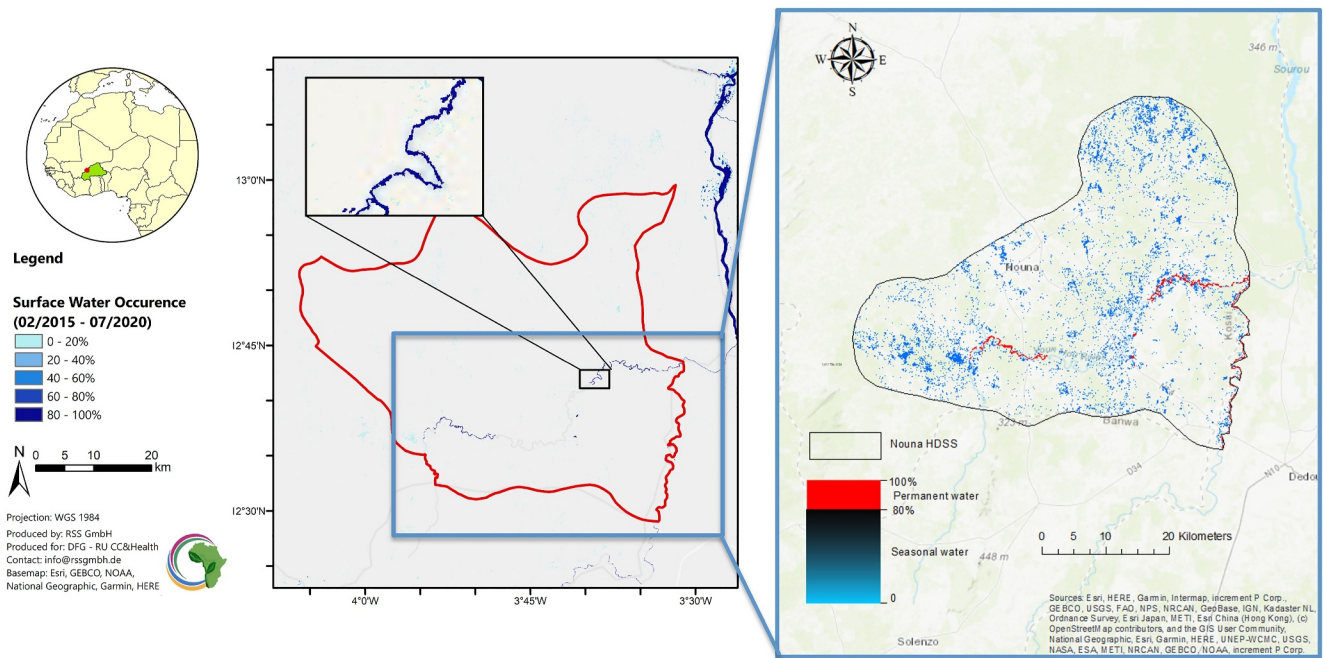 Legend
Surface Water Occurence
(02/2015 - 07/2020)
0 - 20%
20 - 40%
40 - 60%
60 - 80%
80 - 100%
N
0 5 10 20
km
Projection: WGS 1984
Produced by: RSS GmbH
Produced for: DFG - RU CC&Health
Contact: info@rssgmbh.de
Basemap: Esri, GEBCO, NOAA,
National Geographic, Garmin, HERE
13°0'N
12°45'N
12°30'N
4°0'W 3°45'W 3°30'W
N
W E
S
346 m
Sourou
Nouna
Kossi
323 m
Banwa
D34
N10
Dedou
448 m
Solenzo
Nouna HDSS
100%
Permanent water
80%
Seasonal water
0
0 5 10 20 Kilometers
Sources: Esri, HERE, Garmin, Intermap, increment P Corp.,
GEBCO, USGS, FAO, NPS, NRCAN, GeoBase, IGN, Kadaster NL,
Ordnance Survey, Esri Japan, METI, Esri China (Hong Kong), (c)
OpenStreetMap contributors, and the GIS User Community,
National Geographic, Esri, Garmin, HERE, UNEP-WCMC, USGS,
NASA, ESA, METI, NRCAN, GEBCO, NOAA, increment P Corp.